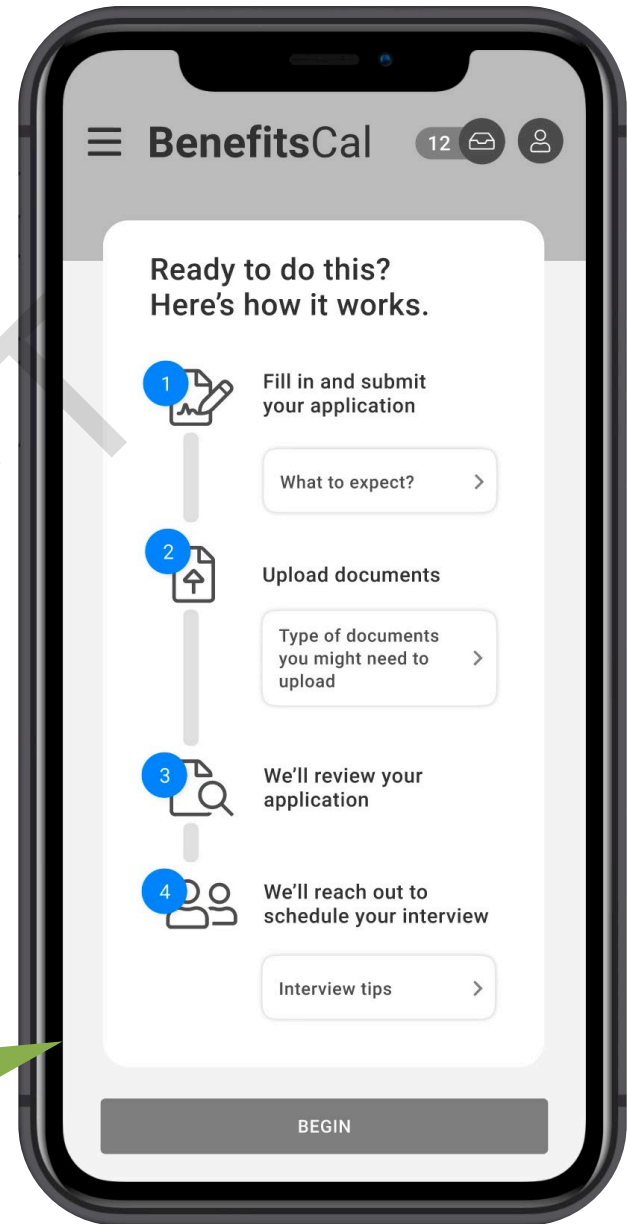 BenefitsCal 12
Ready to do this?
Here's how it works.
1
Fill in and submit
your application
What to expect?
2
Upload documents
Type of documents
you might need to
upload
3
We'll review your
application
4
We'll reach out to
schedule your interview
Interview tips
BEGIN